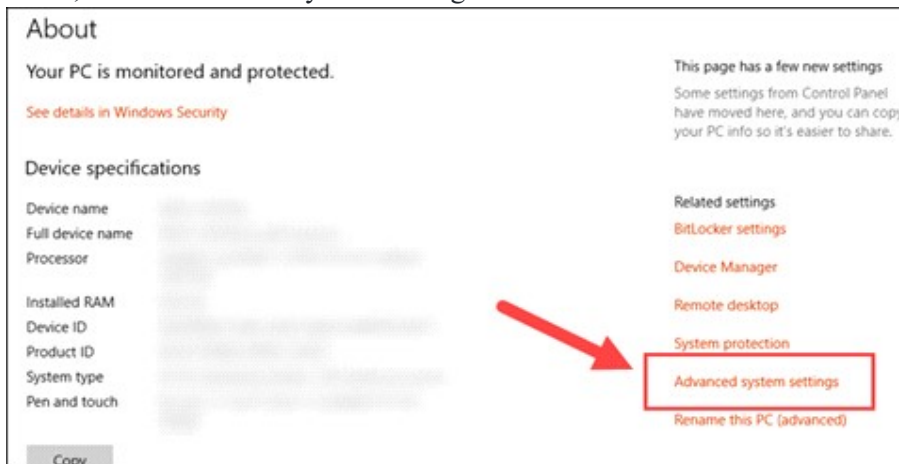 About
Your PC is monitored and protected.
See details in Windows Security
Device specifications
Device name
Full device name
Processor
Installed RAM
Device ID
Product ID
System type
Pen and touch
Copy
This page has a few new settings
Some settings from Control Panel
have moved here, and you can copy
your PC info so it's easier to share.
Related settings
BitLocker settings
Device Manager
Remote desktop
System protection
Advanced system settings
Rename this PC (advanced)